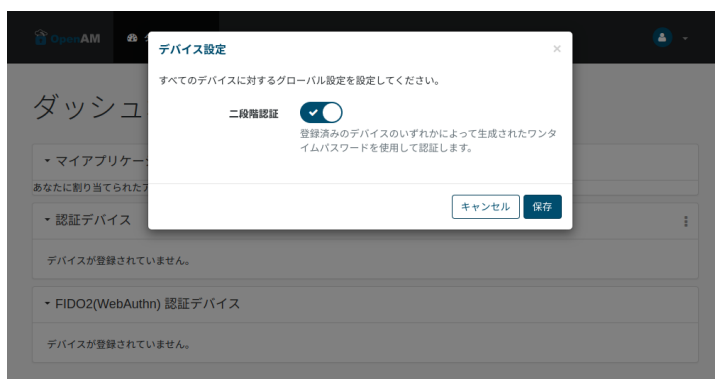 OpenAM
デバイス設定
×
すべてのデバイスに対するグローバル設定を設定してください。
二段階認証
登録済みのデバイスのいずれかによって生成されたワンタ
イムパスワードを使用して認証します。
キャンセル 保存
ダッシュ
マイアプリケー
あなたに割り当てられた
認証デバイス
デバイスが登録されていません。
FIDO2(WebAuthn) 認証デバイス
デバイスが登録されていません。